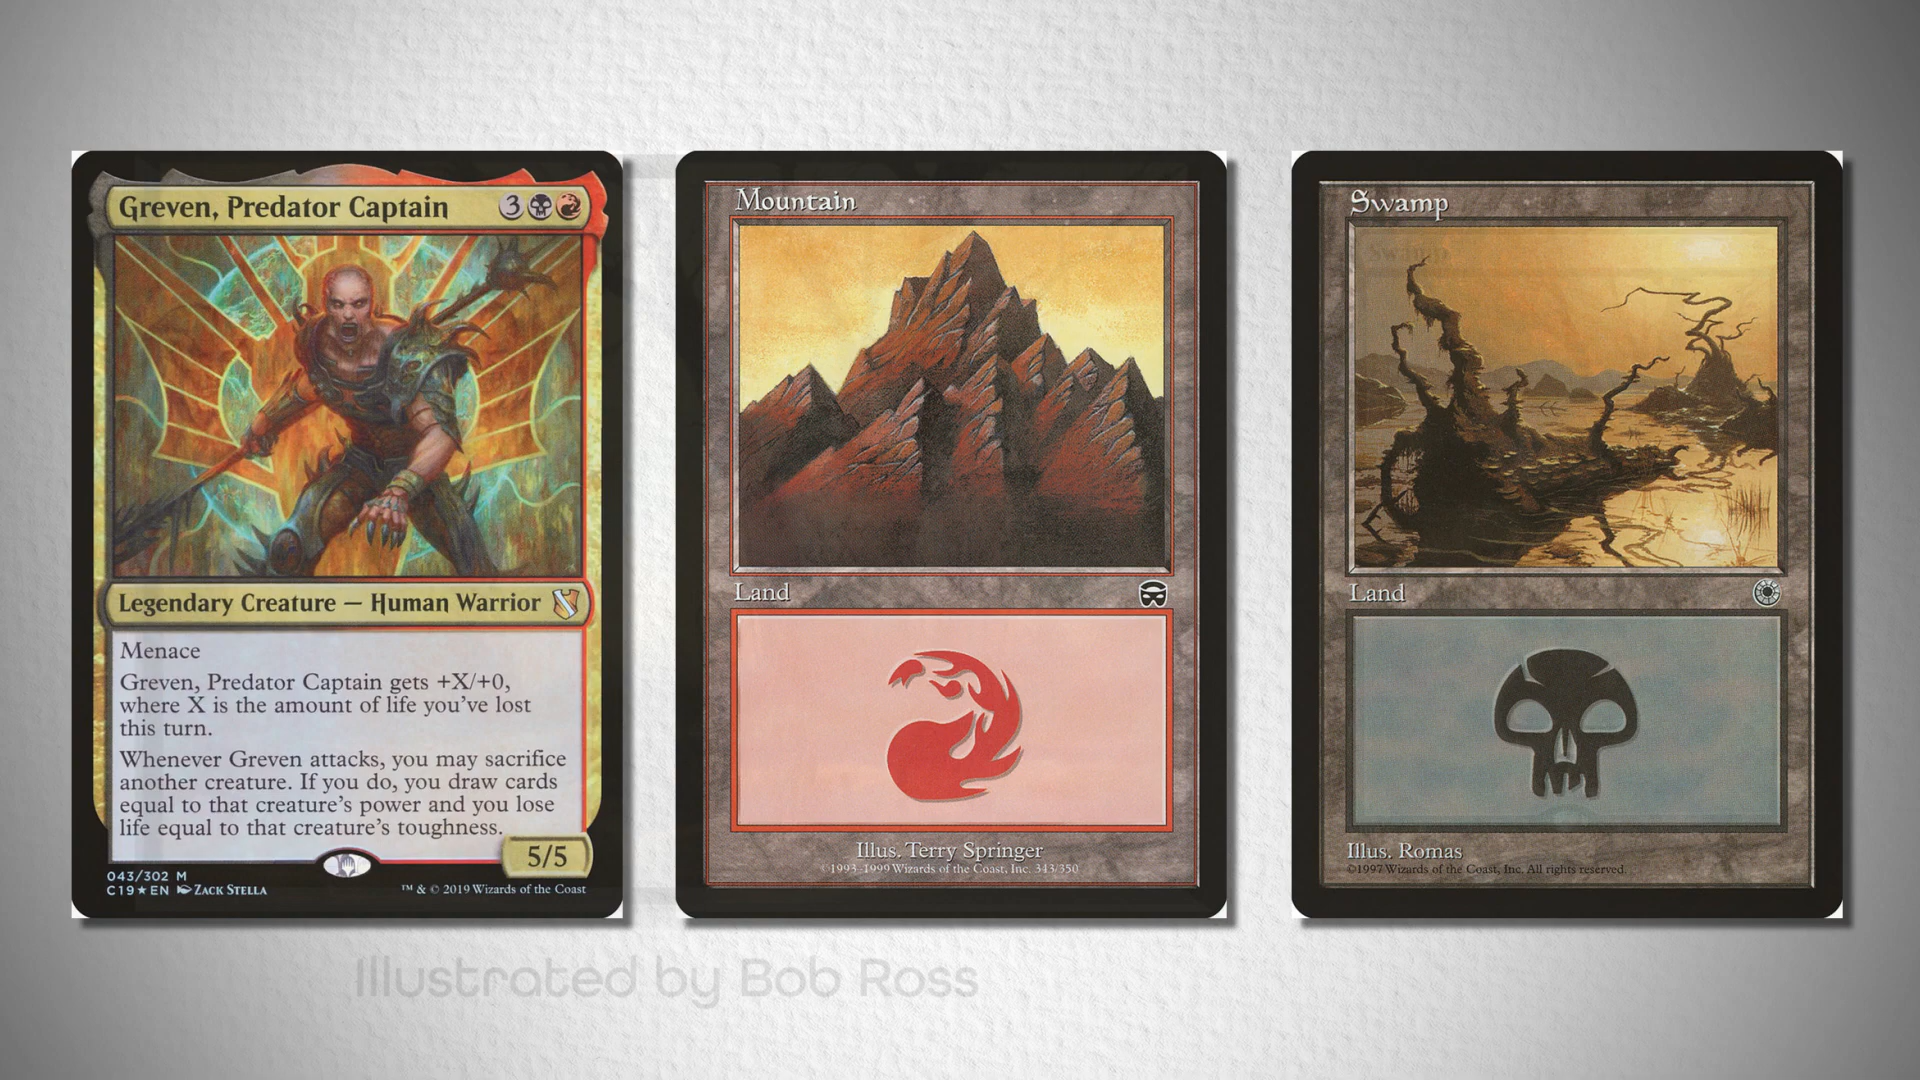 Greven, Predator Captain 3
Legendary Creature — Human Warrior
Menace
Greven, Predator Captain gets +X/+0,
where X is the amount of life you've lost
this turn.
Whenever Greven attacks, you may sacrifice
another creature. If you do, you draw cards
equal to that creature's power and you lose
life equal to that creature's toughness.
5/5
043/302 M
C19★EN ZACK STELLA
™ & © 2019 Wizards of the Coast
Mountain
Land
Illus. Terry Springer
©1993-1999 Wizards of the Coast, Inc. 343/350
Swamp
Swamp
Land
Illus. Romas
©1997 Wizards of the Coast, Inc. All rights reserved.
Illustrated by Bob Ross